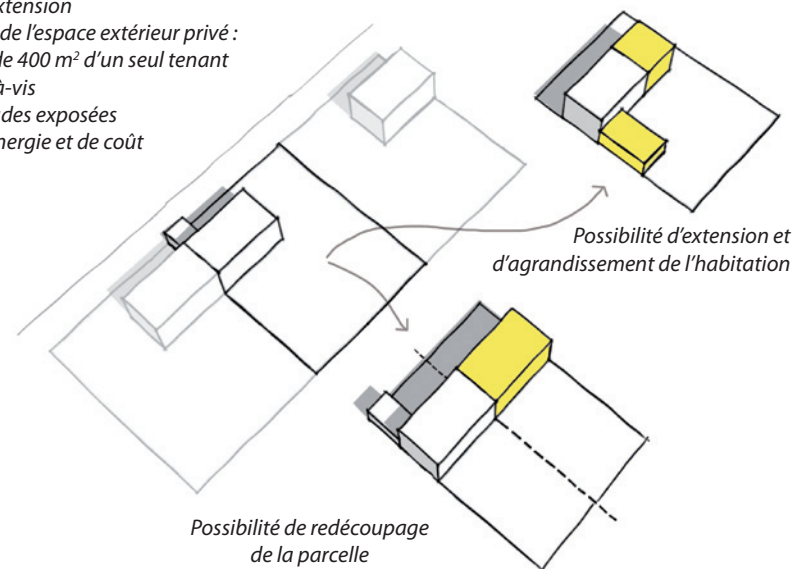 xtension
de l'espace extérieur privé :
de 400 m² d'un seul tenant
à-vis
des exposées
nergie et de coût
Possibilité d'extension et
d'agrandissement de l'habitation
Possibilité de redécoupage
de la parcelle